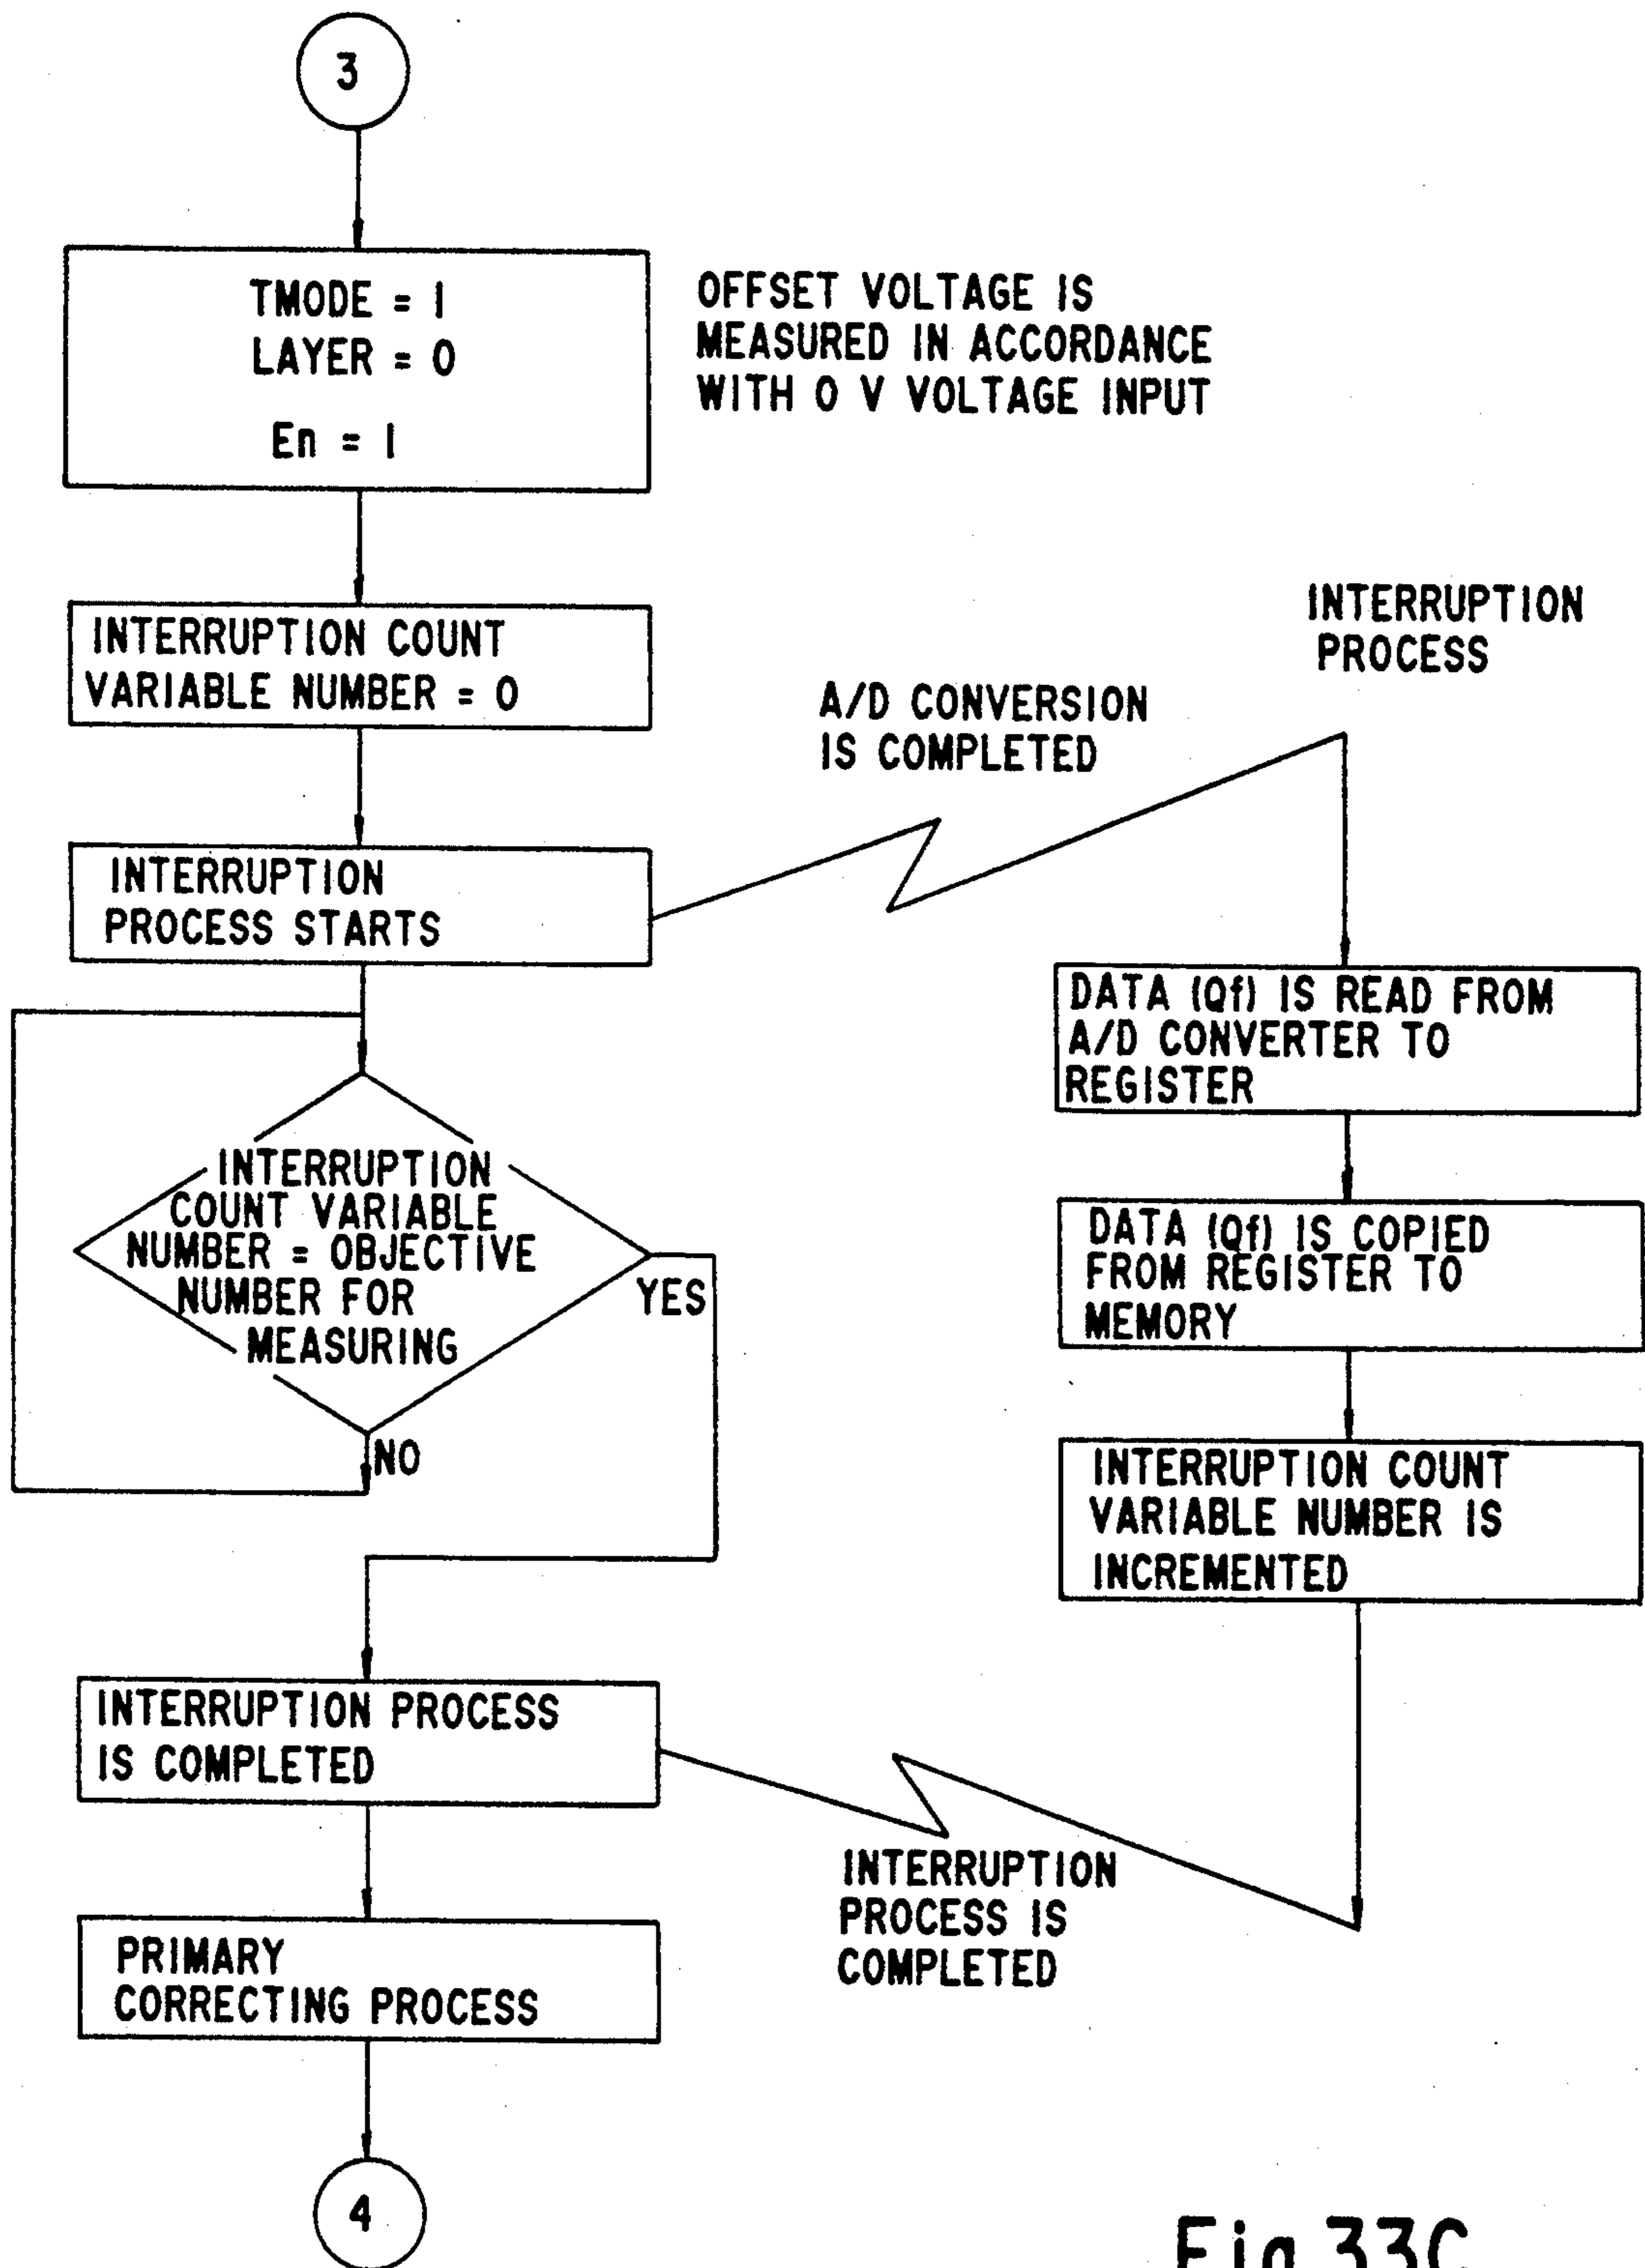 3
TMODE = 1
LAYER = 0
En = 1
OFFSET VOLTAGE IS
MEASURED IN ACCORDANCE
WITH 0 V VOLTAGE INPUT
INTERRUPTION COUNT
VARIABLE NUMBER = 0
INTERRUPTION
PROCESS
A/D CONVERSION
IS COMPLETED
INTERRUPTION
PROCESS STARTS
DATA (Qf) IS READ FROM
A/D CONVERTER TO
REGISTER
INTERRUPTION
COUNT VARIABLE
NUMBER = OBJECTIVE
NUMBER FOR
MEASURING
YES
NO
DATA (Qf) IS COPIED
FROM REGISTER TO
MEMORY
INTERRUPTION COUNT
VARIABLE NUMBER IS
INCREMENTED
INTERRUPTION PROCESS
IS COMPLETED
INTERRUPTION
PROCESS IS
COMPLETED
PRIMARY
CORRECTING PROCESS
4
Fig.33C